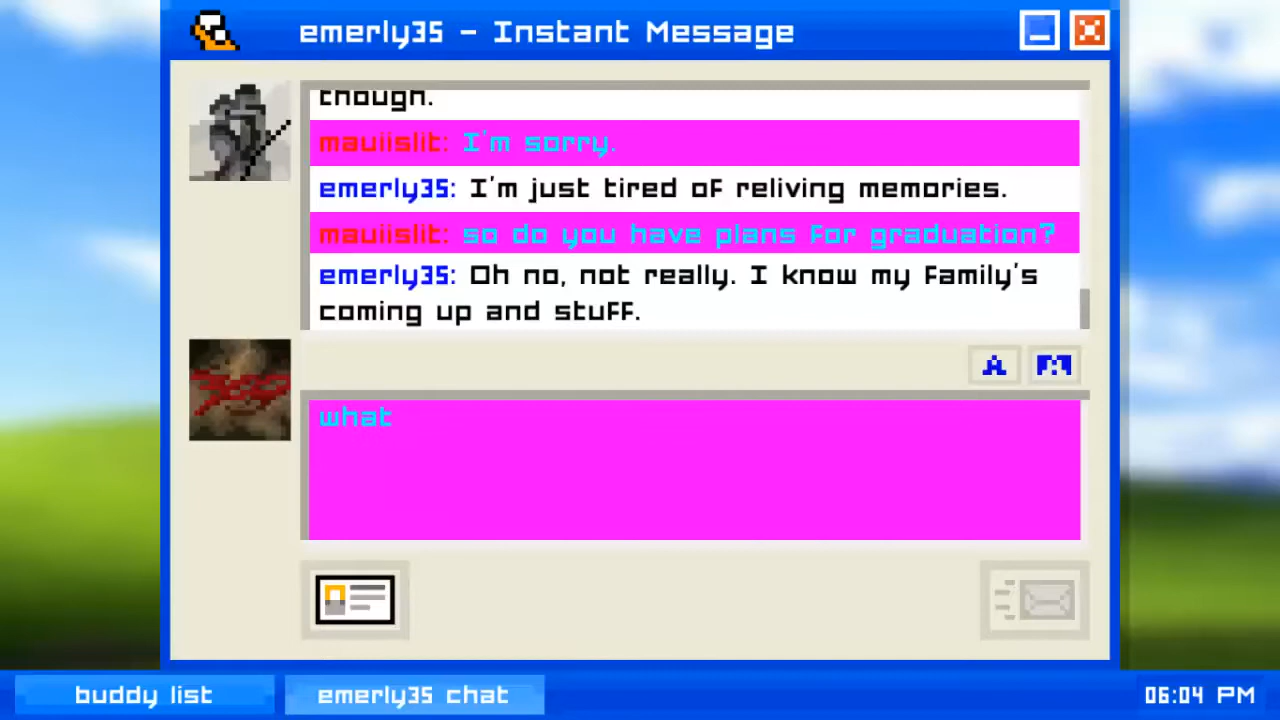 emerly35 - Instant Message
though.
mauiislit: I'm sorry.
emerly35: I'm just tired of reliving memories.
mauiislit: so do you have plans for graduation?
emerly35: Oh no, not really. I know my family's
coming up and stuff.
A
what
buddy list
emerly35 chat
06:04 PM